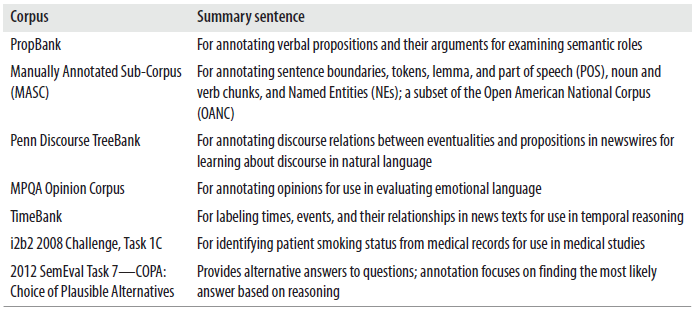 Corpus Summary sentence
PropBank For annotating verbal propositions and their arguments for examining semantic roles
Manually Annotated Sub-Corpus For annotating sentence boundaries, tokens, lemma, and part of speech (POS), noun and
(MASC) verb chunks, and Named Entities (NEs); a subset of the Open American National Corpus
(OANC)
Penn Discourse TreeBank For annotating discourse relations between eventualities and propositions in newswires for
learning about discourse in natural language
MPQA Opinion Corpus For annotating opinions for use in evaluating emotional language
TimeBank For labeling times, events, and their relationships in news texts for use in temporal reasoning
i2b2 2008 Challenge, Task 1C For identifying patient smoking status from medical records for use in medical studies
2012 SemEval Task 7—COPA: Provides alternative answers to questions; annotation focuses on finding the most likely
Choice of Plausible Alternatives answer based on reasoning